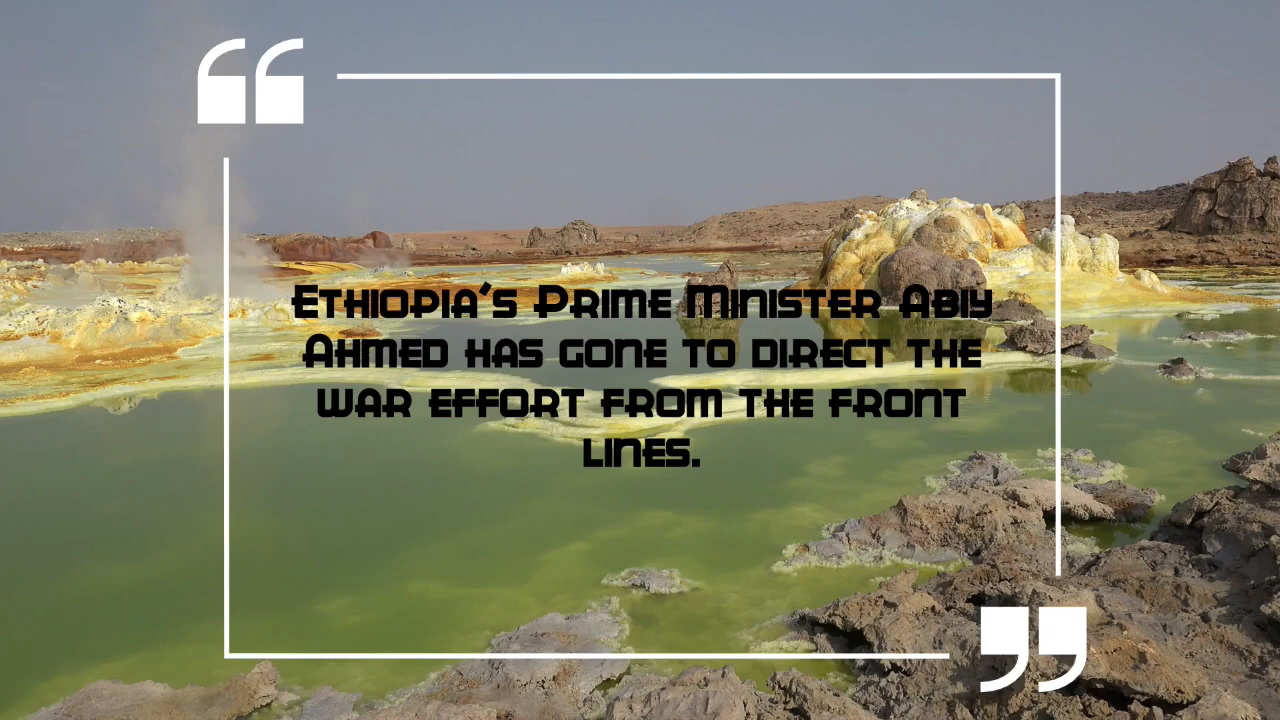 Ethiopia's Prime Minister Abiy
Ahmed has gone to direct the
war effort from the front
lines.